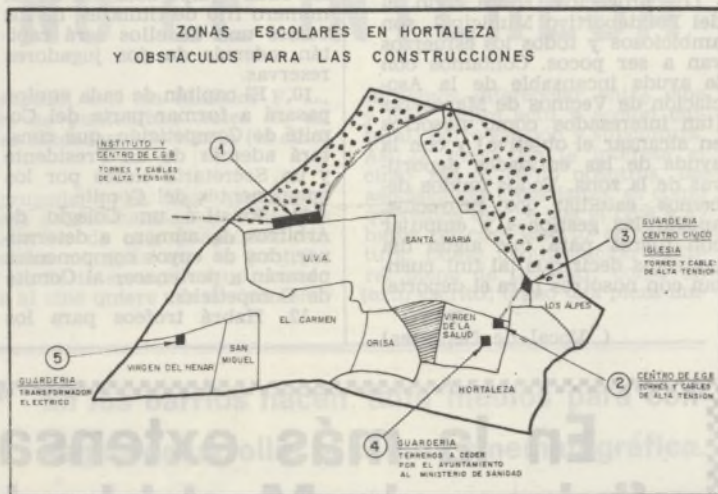 ZONAS ESCOLARES EN HORTALEZA
Y OBSTACULOS PARA LAS CONSTRUCCIONES
INSTITUTO Y
CENTRO DE E.G.B
TORRES Y CABLES
DE ALTA TENSION
1
U.V.A.
SANTA MARIA
3
GUARDERIA
CENTRO CIVICO
IGLESIA
TORRES Y CABLES
DE ALTA TENSION
LOS ALPES
EL CARMEN
ORISA
VIRGEN
DE LA
SALUD
SAN
MIGUEL
VIRGEN DEL HENAR
5
GUARDERIA
TRANSFORMADOR
ELECTRICO
HORTALEZA
2
CENTRO DE E.G.B
TORRES Y CABLES
DE ALTA TENSION
4
GUARDERIA
TERRENOS A CEDER
POR EL AYUNTAMIENTO
AL MINISTERIO DE SANIDAD